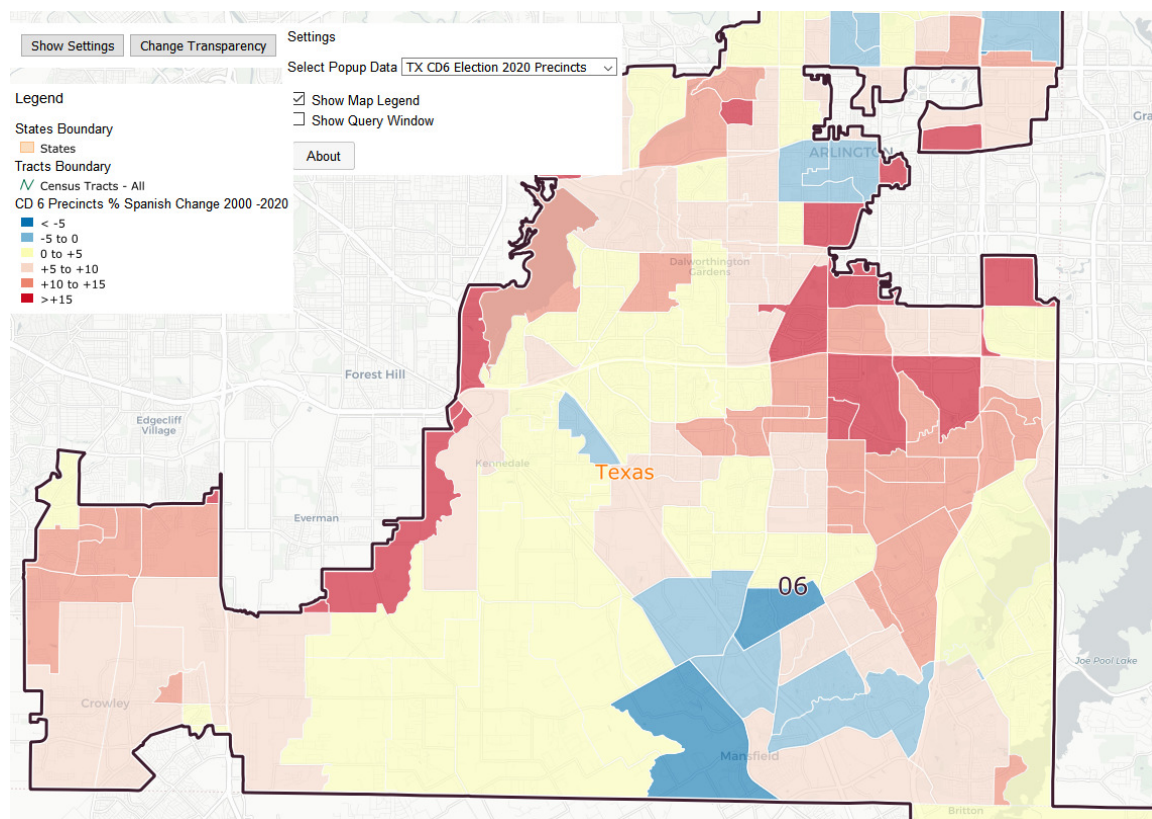 Show Settings
Change Transparency
Settings
Select Popup Data TX CD6 Election 2020 Precincts
Show Map Legend
Show Query Window
About
Legend
States Boundary
States
Tracts Boundary
Census Tracts - All
CD 6 Precincts % Spanish Change 2000 -2020
< -5
-5 to 0
0 to +5
+5 to +10
+10 to +15
>+15
Gra
ARLINGTON
Dalworthington
Gardens
Forest Hill
Edgecliff
Village
Kennedale
Texas
Everman
06
Joe Pool Lake
Crowley
Mansfield
Britton